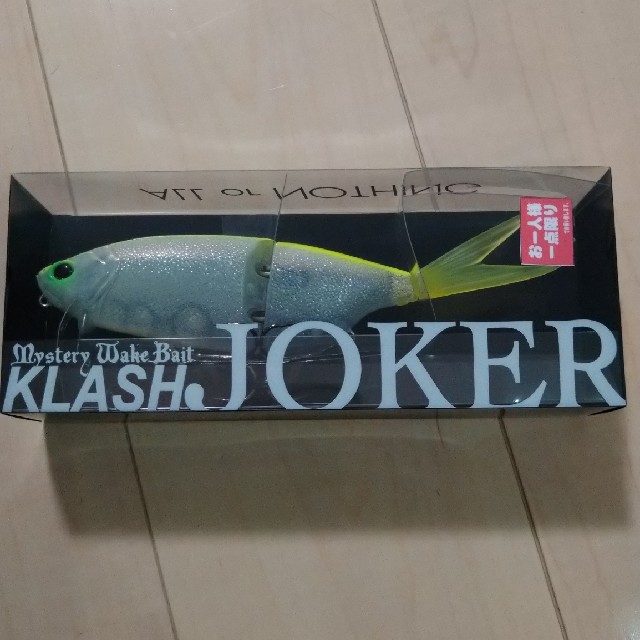 ALL or NOTHING
お一人様
一点限り
Mystery Wake Bait
KLASH JOKER